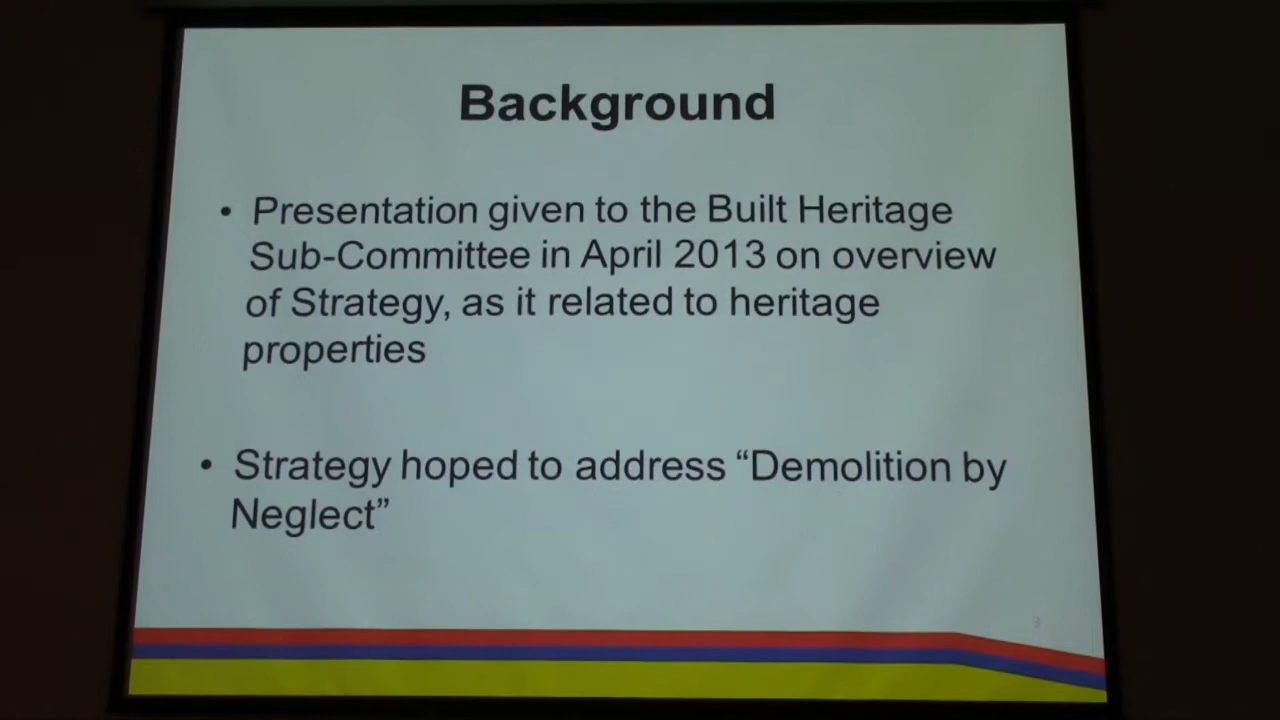 Background
• Presentation given to the Built Heritage
Sub-Committee in April 2013 on overview
of Strategy, as it related to heritage
properties
• Strategy hoped to address “Demolition by
Neglect”
3